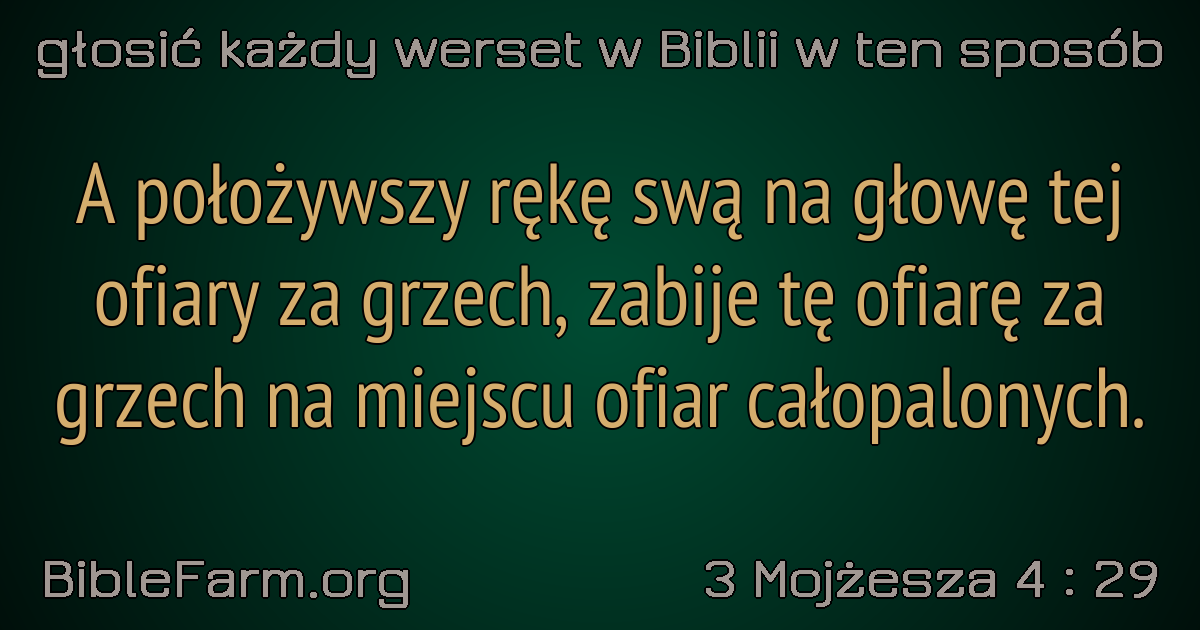 głosić każdy werset w Biblii w ten sposób
A położywszy rękę swą na głowę tej
ofiary za grzech, zabije tę ofiarę za
grzech na miejscu ofiar całopalonych.
BibleFarm.org
3 Mojżesza 4 : 29